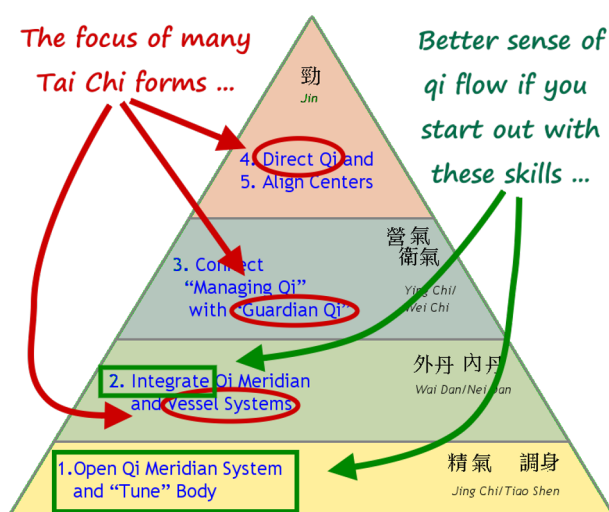 The focus of many
Tai Chi forms ...
Better sense of
qi flow if you
start out with
these skills ...
勁
Jin
4. Direct Qi and
5. Align Centers
3. Connect
“Managing Qi”
with “Guardian Qi”
營氣
衛氣
Ying Chi/
Wei Chi
2. Integrate Qi Meridian
and Vessel Systems
外丹 內丹
Wai Dan/Nei Dan
1.Open Qi Meridian System
and “Tune” Body
精氣 調身
Jing Chi/Tiao Shen